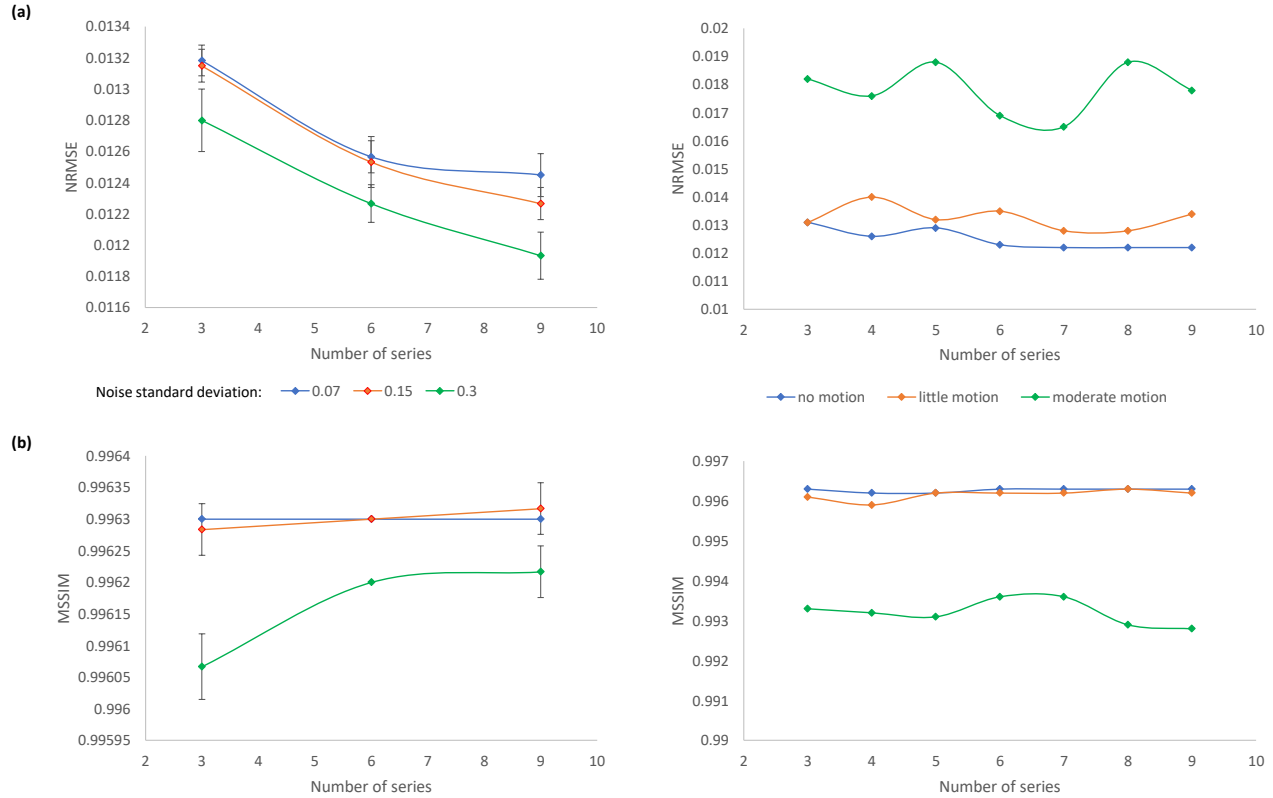 (a)
0.0134
0.0132
0.013
0.0128
0.0126
0.0124
0.0122
0.012
0.0118
0.0116
NRMSE
2 3 4 5 6 7 8 9 10
Number of series
Noise standard deviation: 0.07 0.15 0.3
0.02
0.019
0.018
0.017
0.016
0.015
0.014
0.013
0.012
0.011
0.01
NRMSE
2 3 4 5 6 7 8 9 10
Number of series
no motion little motion moderate motion
(b)
0.9964
0.99635
0.9963
0.99625
0.9962
0.99615
0.9961
0.99605
0.996
0.99595
MSSIM
2 3 4 5 6 7 8 9 10
Number of series
0.997
0.996
0.995
0.994
0.993
0.992
0.991
0.99
MSSIM
2 3 4 5 6 7 8 9 10
Number of series